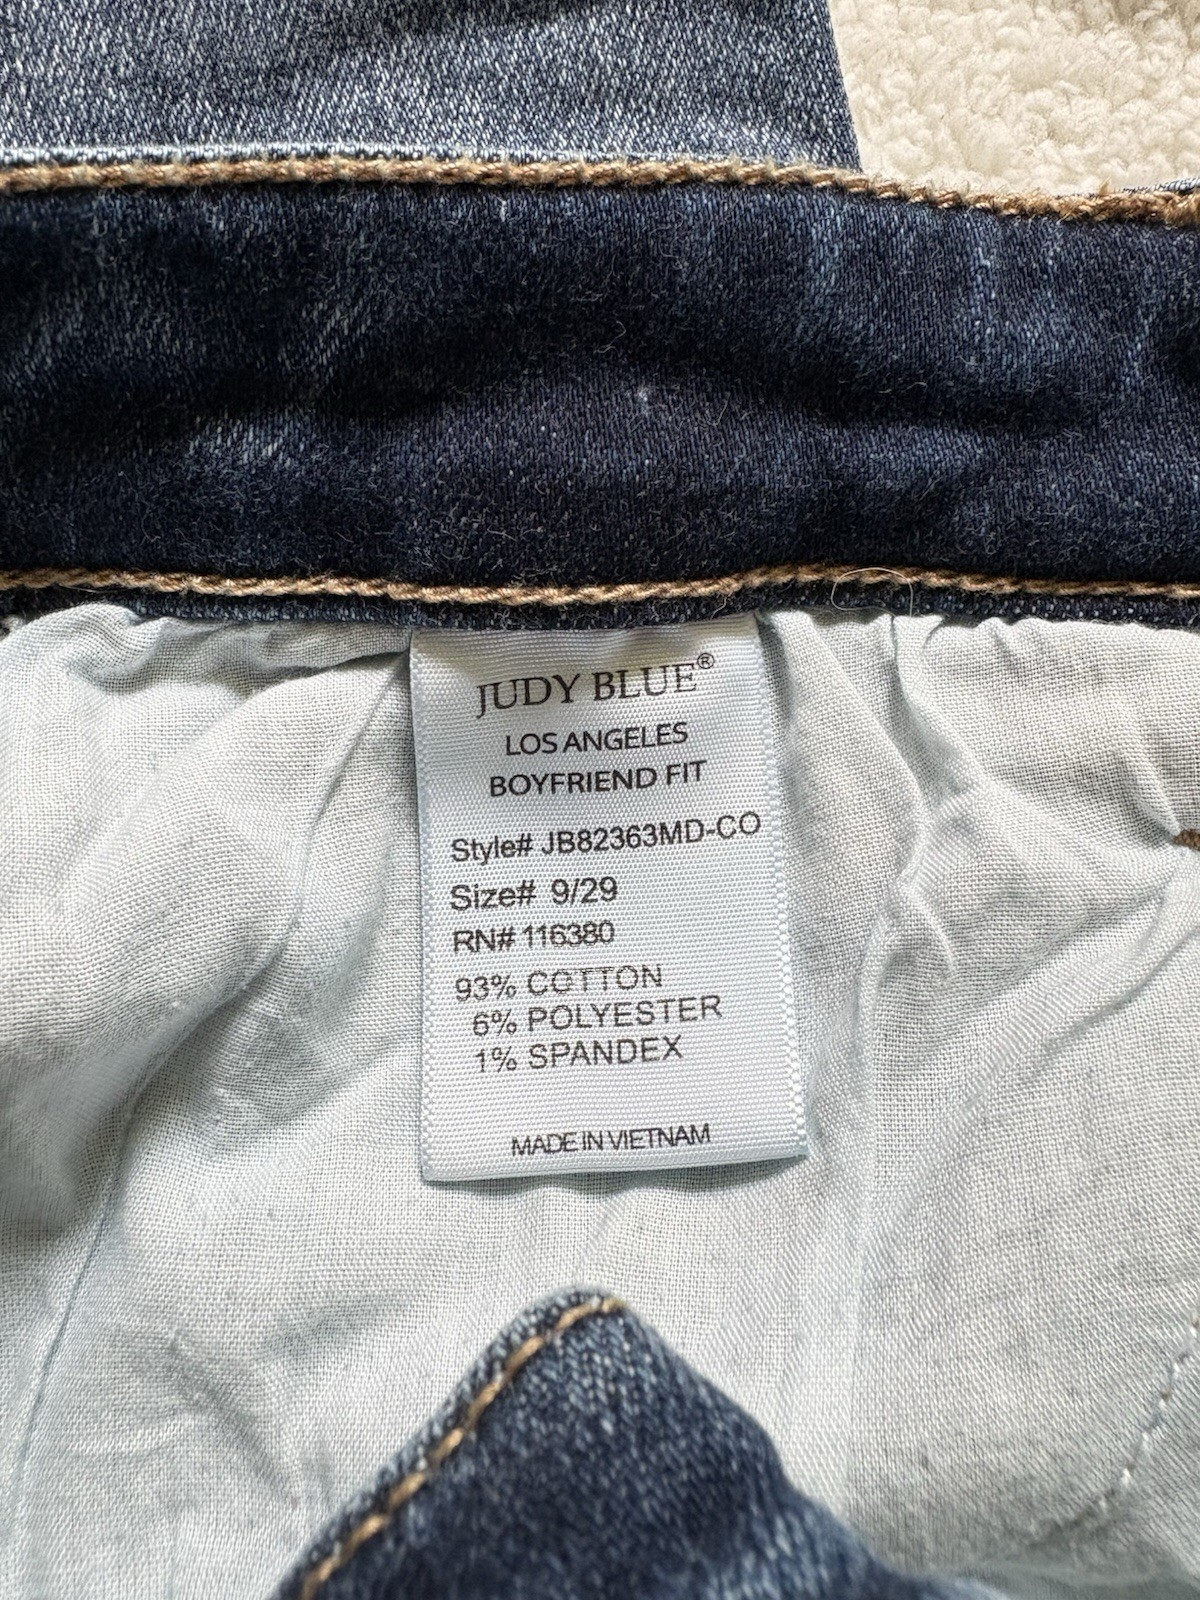 JUDY BLUE®
LOS ANGELES
BOYFRIEND FIT
Style# JB82363MD-CO
Size# 9/29
RN# 116380
93% COTTON
6% POLYESTER
1% SPANDEX
MADE IN VIETNAM